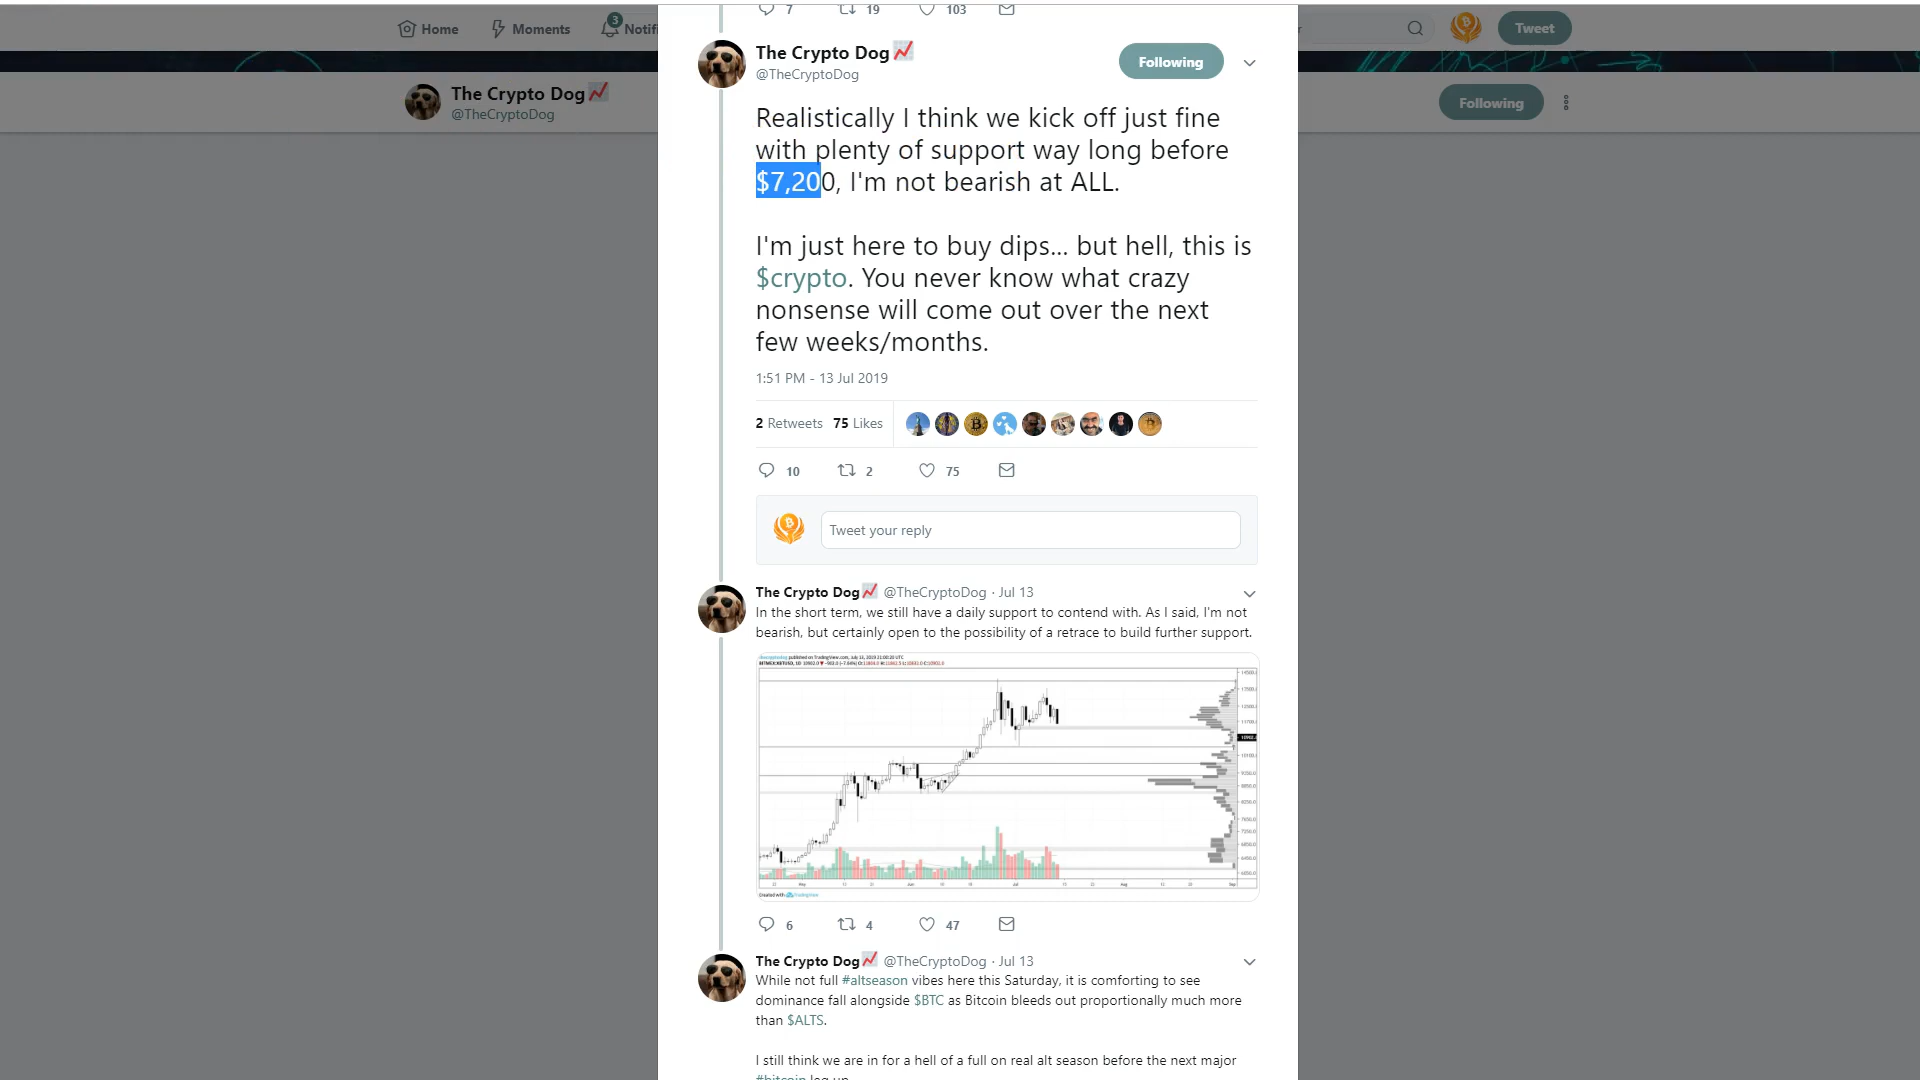 7 19 103
Home Moments Notifi
3
r
Tweet
The Crypto Dog
@TheCryptoDog
Following
The Crypto Dog
@TheCryptoDog
Following
Realistically I think we kick off just fine
with plenty of support way long before
$7,200, I'm not bearish at ALL.
I'm just here to buy dips... but hell, this is
$crypto. You never know what crazy
nonsense will come out over the next
few weeks/months.
1:51 PM - 13 Jul 2019
2 Retweets 75 Likes
10 2 75
Tweet your reply
The Crypto Dog @TheCryptoDog · Jul 13
In the short term, we still have a daily support to contend with. As I said, I'm not
bearish, but certainly open to the possibility of a retrace to build further support.
Created with TradingView
6 4 47
The Crypto Dog @TheCryptoDog · Jul 13
While not full #altseason vibes here this Saturday, it is comforting to see
dominance fall alongside $BTC as Bitcoin bleeds out proportionally much more
than $ALTS.
I still think we are in for a hell of a full on real alt season before the next major
#bitcoin leg up